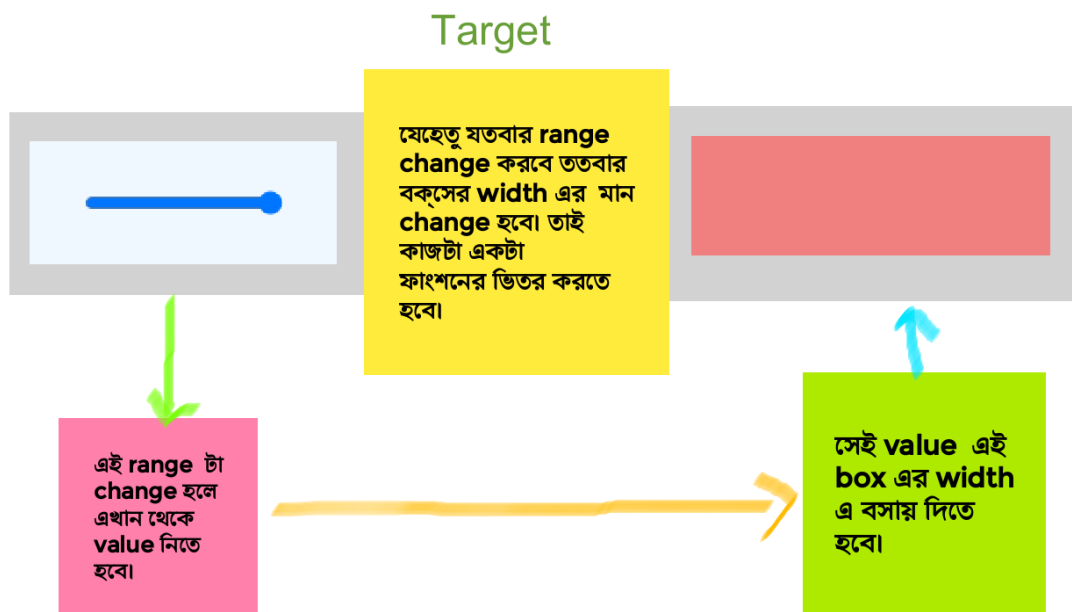 Target
যেহেতু যতবার range
change করবে ততবার
বক্সের width এর মান
change হবে। তাই
কাজটা একটা
ফাংশনের ভিতর করতে
হবে।
এই range টা
change হলে
এখান থেকে
value নিতে
হবে।
সেই value এই
box এর width
এ বসায় দিতে
হবে।